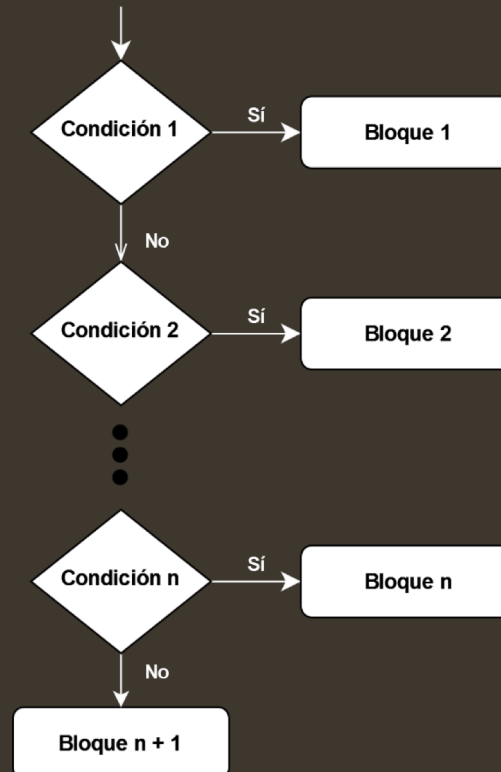 Condición 1
Sí
Bloque 1
No
Condición 2
Sí
Bloque 2
Condición n
Sí
Bloque n
No
Bloque n + 1